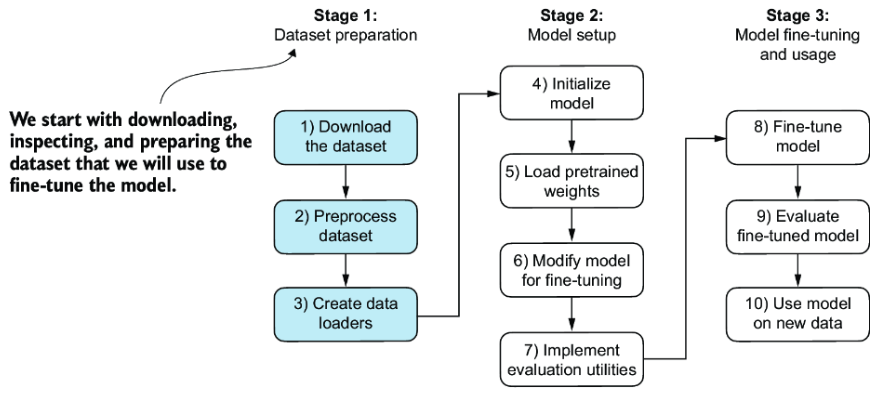 Stage 1:
Dataset preparation
We start with downloading,
inspecting, and preparing the
dataset that we will use to
fine-tune the model.
1) Download
the dataset
2) Preprocess
dataset
3) Create data
loaders
Stage 2:
Model setup
4) Initialize
model
5) Load pretrained
weights
6) Modify model
for fine-tuning
7) Implement
evaluation utilities
Stage 3:
Model fine-tuning
and usage
8) Fine-tune
model
9) Evaluate
fine-tuned model
10) Use model
on new data